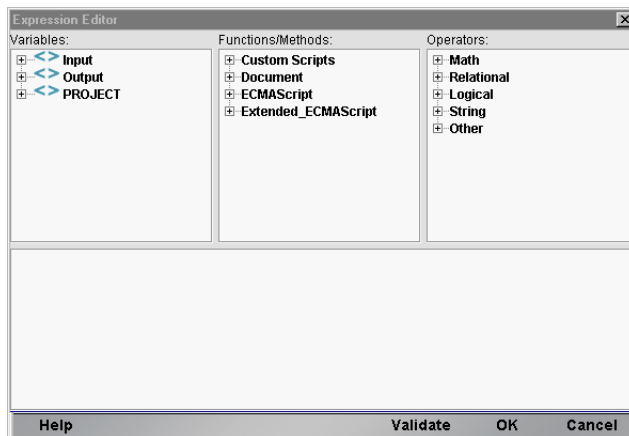 Expression Editor
Variables:
Input
Output
PROJECT
Functions/Methods:
Custom Scripts
Document
ECMAScript
Extended_ECMAScript
Operators:
Math
Relational
Logical
String
Other
Help
Validate
OK
Cancel